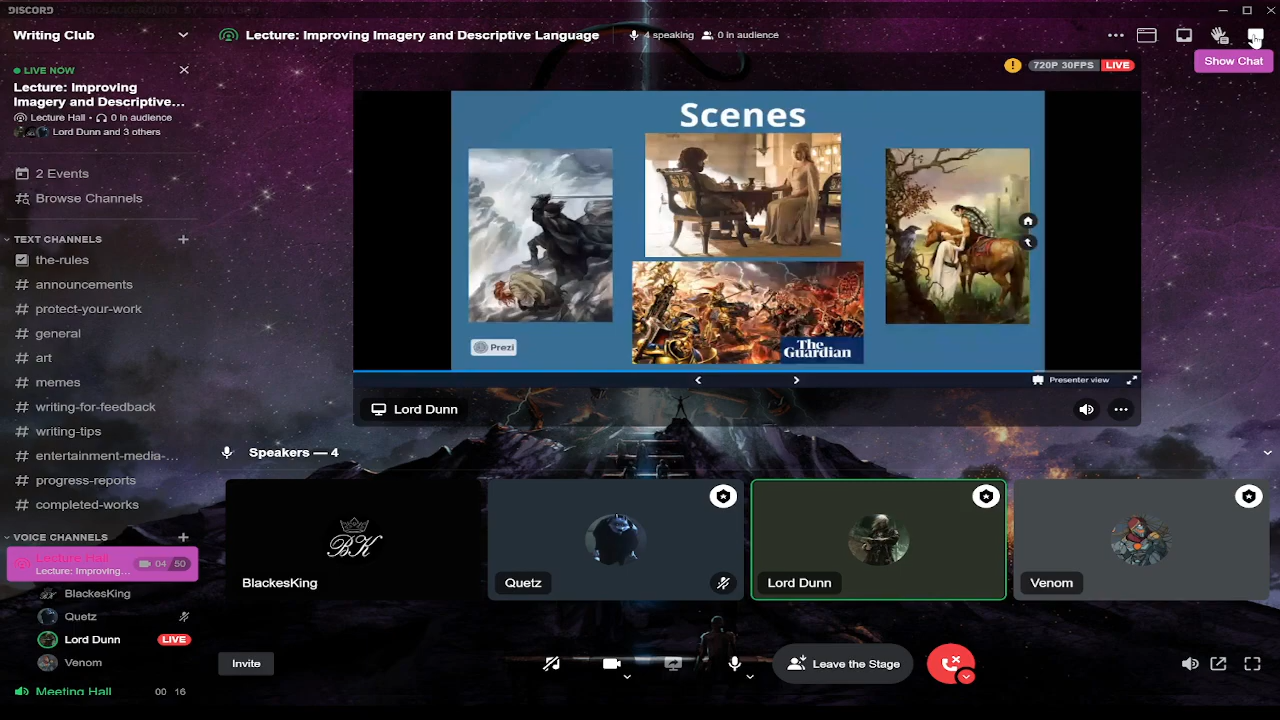 DISCORD
Writing Club
Lecture: Improving Imagery and Descriptive Language
4 speaking
0 in audience
Show Chat
LIVE NOW
Lecture: Improving
Imagery and Descriptive...
Lecture Hall • 0 in audience
Lord Dunn and 3 others
2 Events
Browse Channels
TEXT CHANNELS
the-rules
announcements
protect-your-work
general
art
memes
writing-for-feedback
writing-tips
entertainment-media-...
progress-reports
completed-works
VOICE CHANNELS
Lecture Hall
Lecture: Improving...
04 50
BlackesKing
Quetz
Lord Dunn LIVE
Venom
Meeting Hall 00 16
720P 30FPS LIVE
Scenes
Prezi
The
Guardian
Presenter view
Lord Dunn
Speakers — 4
BK
BlackesKing
Quetz
Lord Dunn
Venom
Invite
Leave the Stage